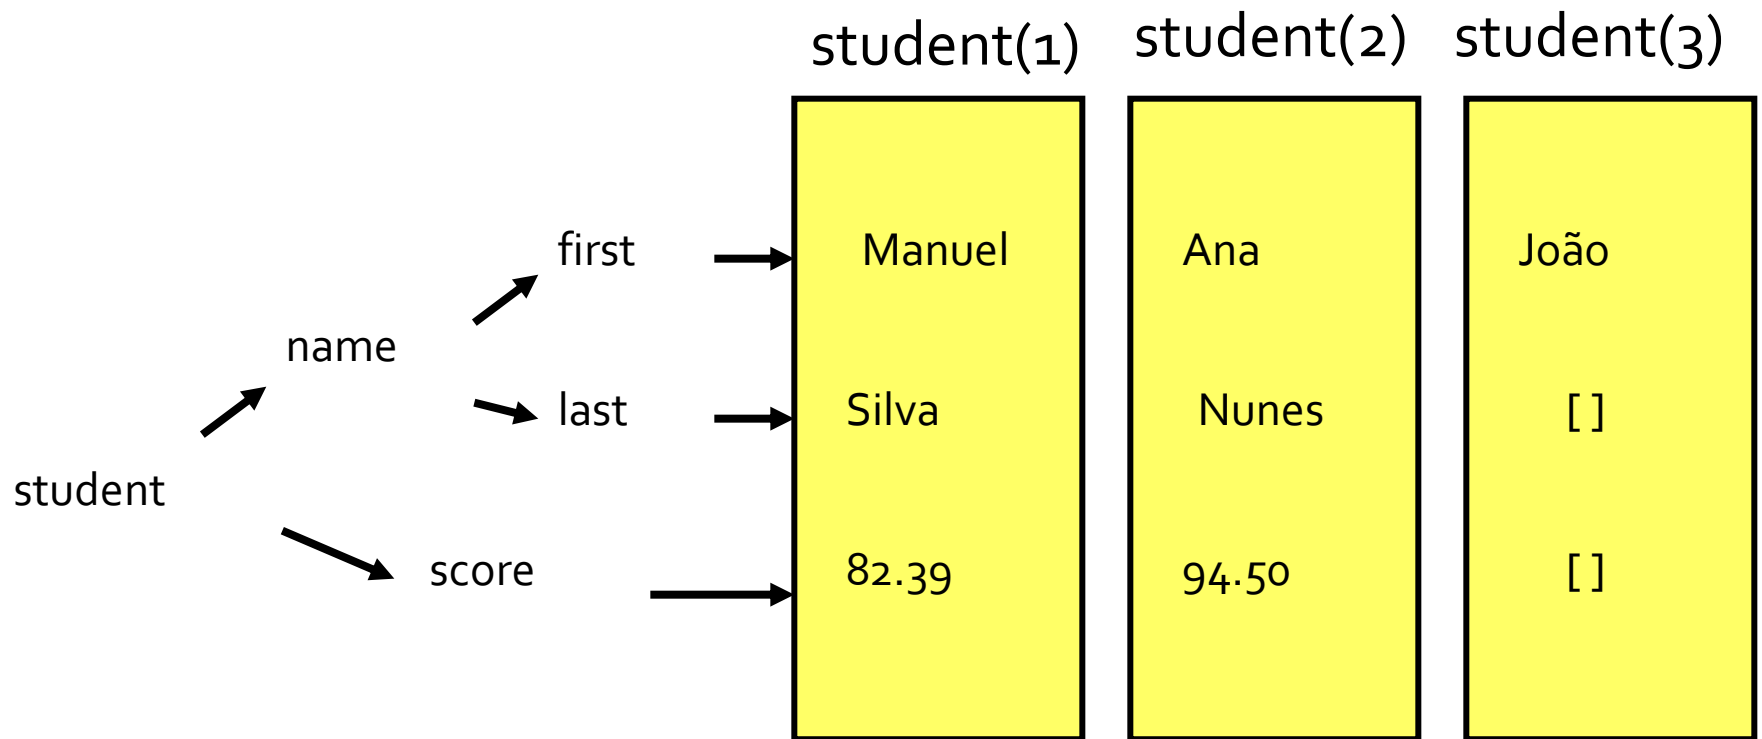 student(1) student(2) student(3)
first Manuel Ana João
name
last Silva Nunes [ ]
student
score 82.39 94.50 [ ]